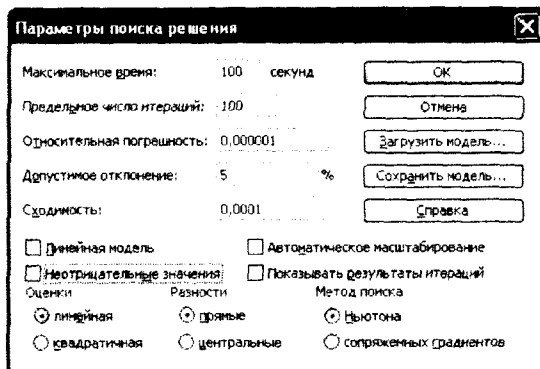 Параметры поиска решения
Максимальное время: 100 секунд OK
Предельное число итераций: 100 Отмена
Относительная погрешность: 0,000001 Загрузить модель...
Допустимое отклонение: 5 % Сохранить модель...
Сходимость: 0,0001 Справка
Линейная модель Автоматическое масштабирование
Неотрицательные значения Показывать результаты итераций
Оценки Разности Метод поиска
линейная прямые Ньютона
квадратичная центральные сопряженных градиентов